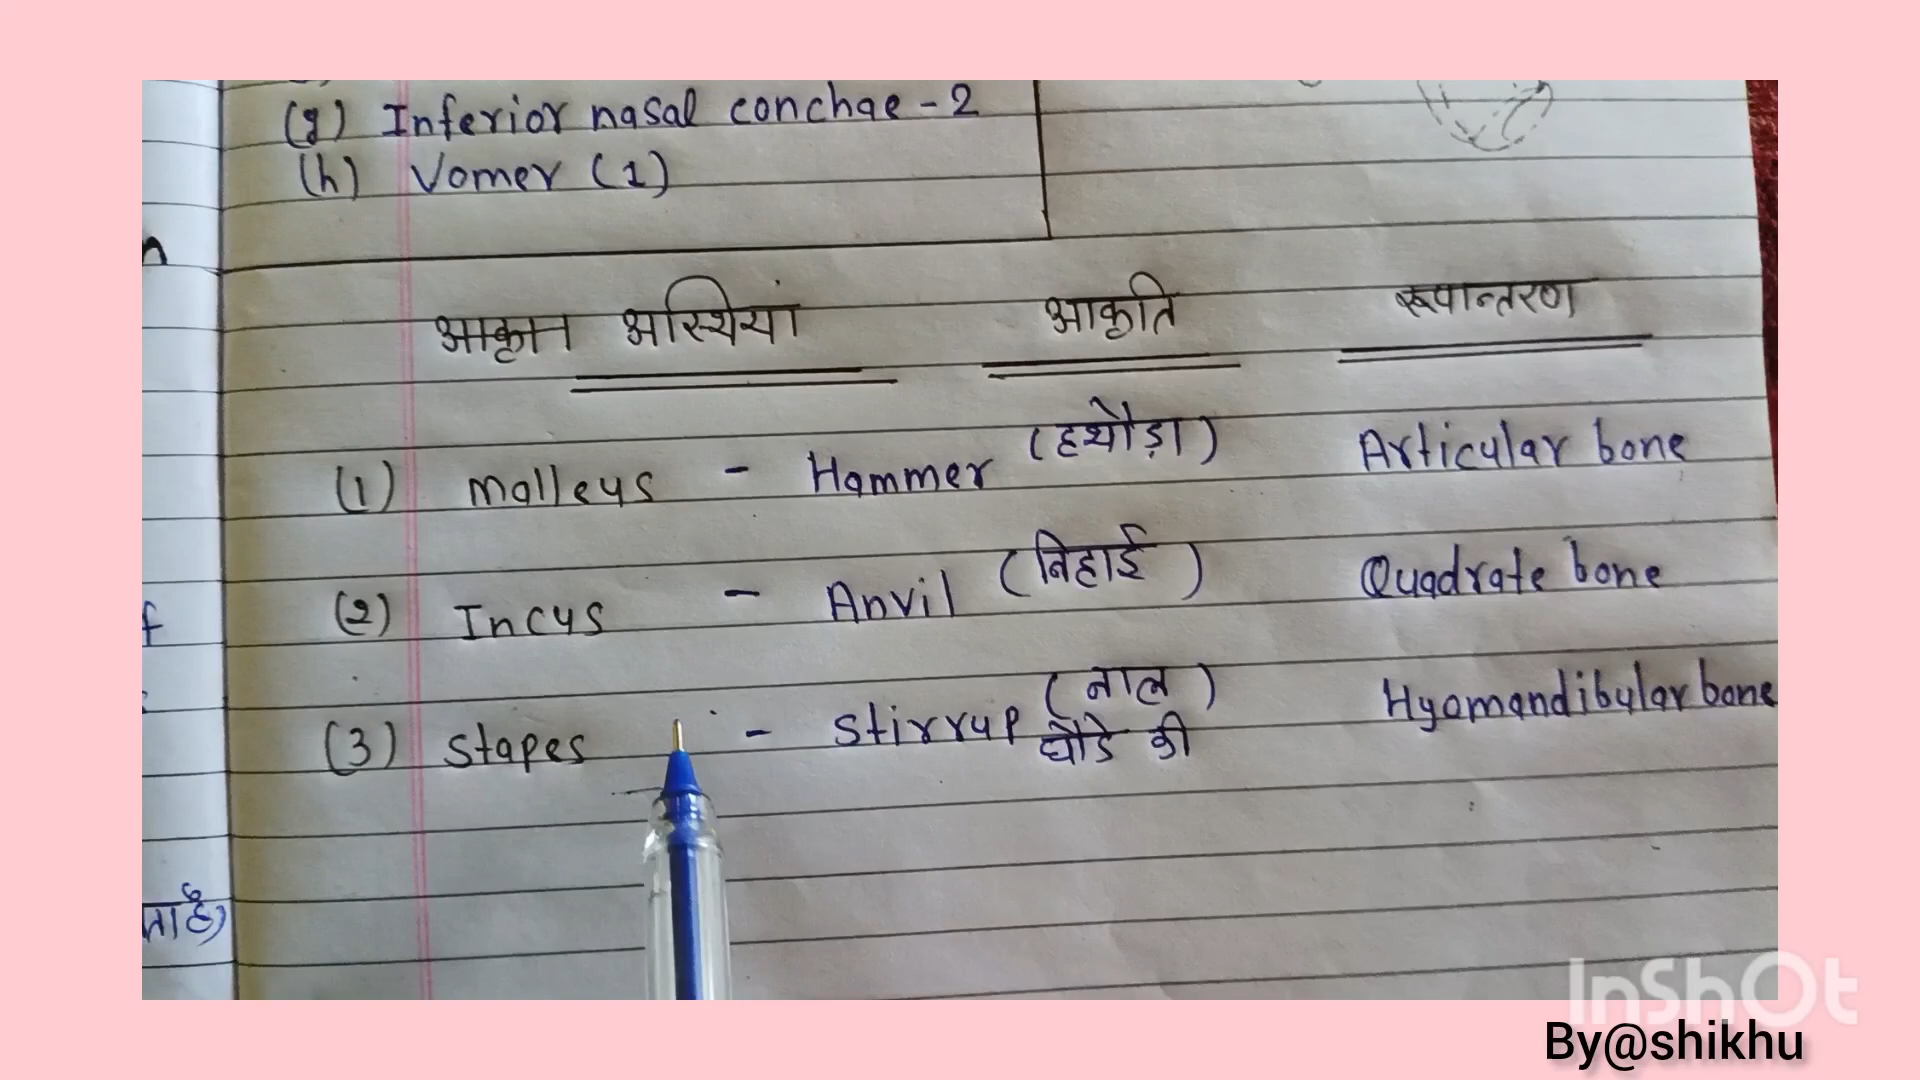 (g) Inferior nasal conchae - 2
(h) Vomer (1)
n
अस्थियां आकृति रूपान्तरण
(1) Malleus - Hammer (हथौड़ा) Articular bone
(2) Incus - Anvil (निहाई) Quadrate bone
(3) Stapes - Stirrup (नाल) घोडे की Hyomandibular bone
f
ता है)
InShOt
By@shikhu